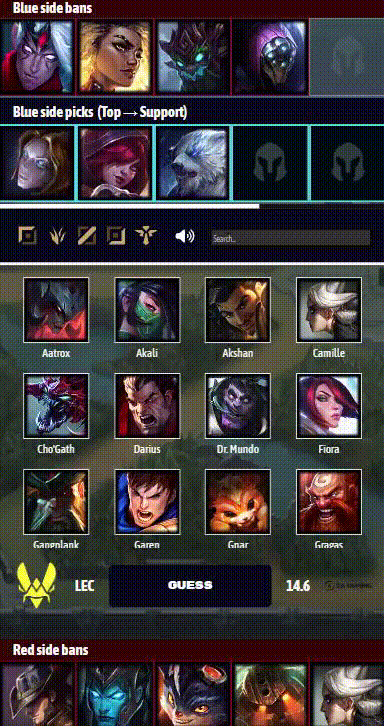 Blue side bans
Blue side picks (Top → Support)
Search...
Aatrox Akali Akshan Camille
Cho'Gath Darius Dr. Mundo Fiora
Gangplank Garen Gnar Gragas
LEC GUESS 14.6
Red side bans